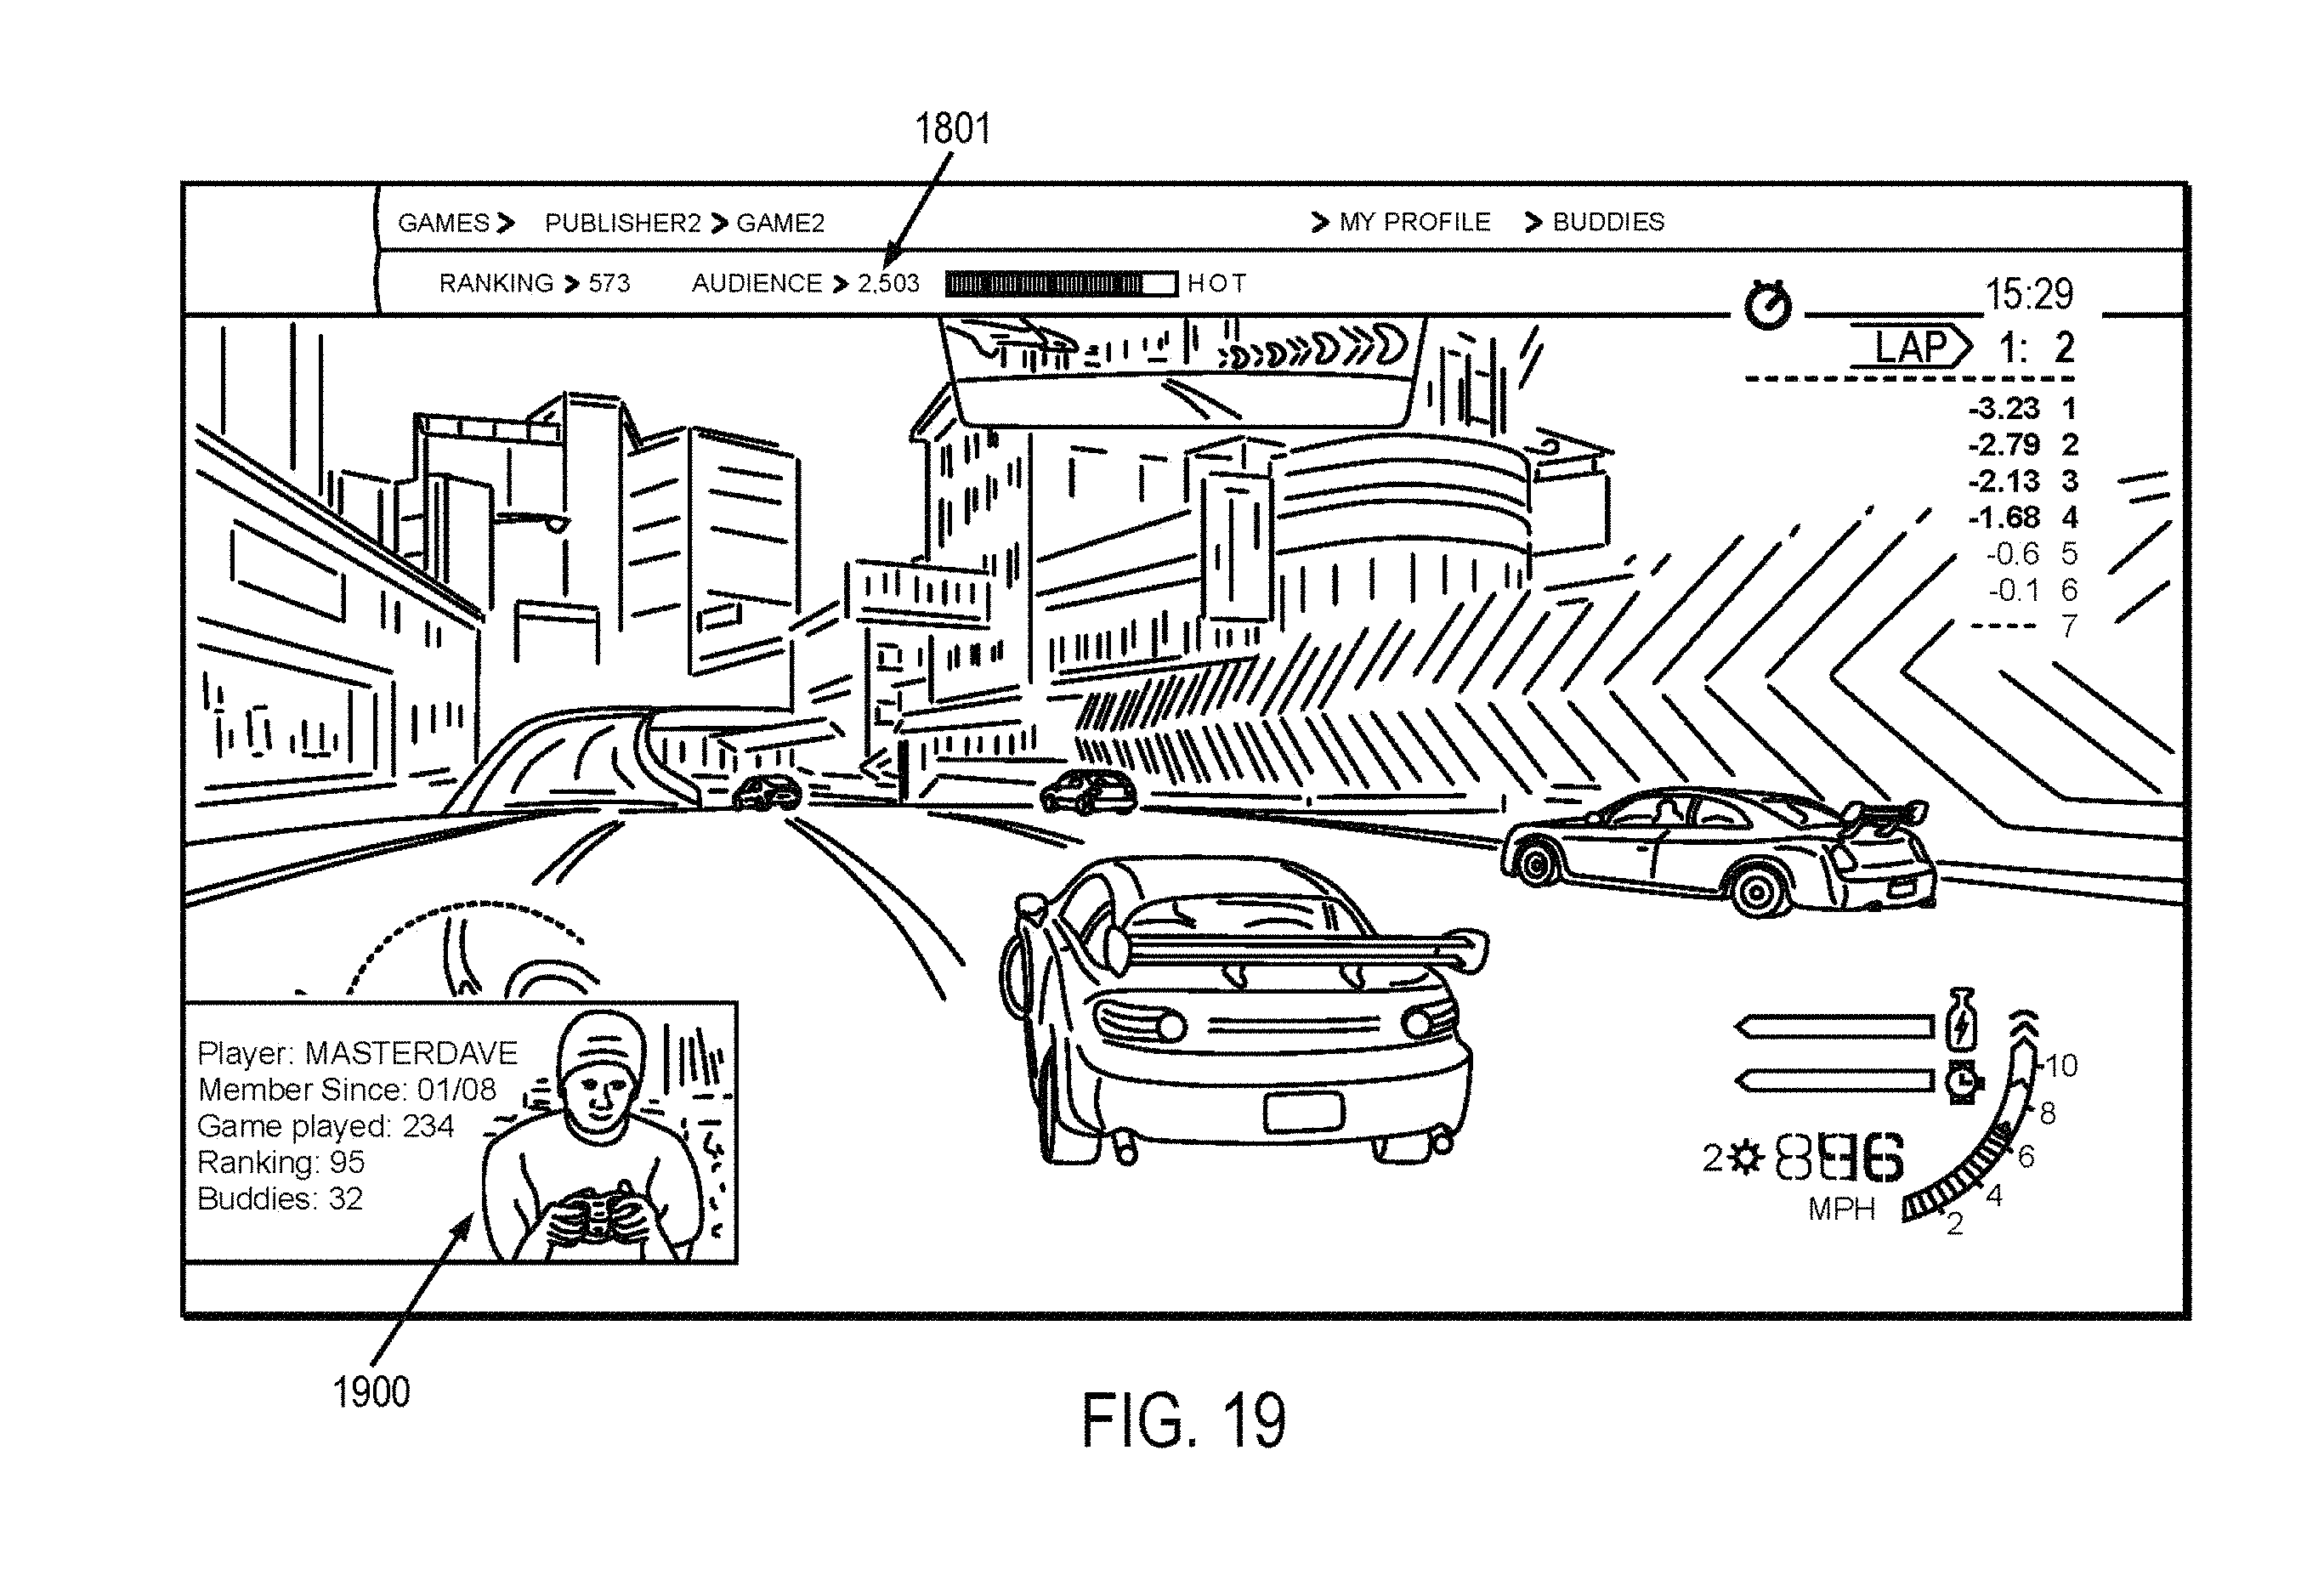 1801
GAMES > PUBLISHER2 > GAME2 > MY PROFILE > BUDDIES
RANKING > 573 AUDIENCE > 2,503 HOT
15:29
LAP 1: 2
-3.23 1
-2.79 2
-2.13 3
-1.68 4
-0.6 5
-0.1 6
----- 7
Player: MASTERDAVE
Member Since: 01/08
Game played: 234
Ranking: 95
Buddies: 32
10
8
6
4
2
2
MPH
1900
FIG. 19